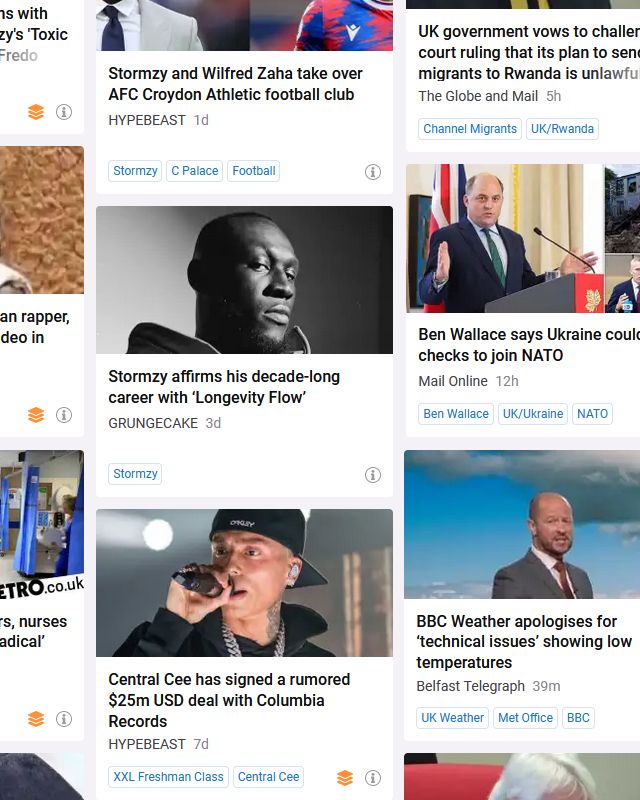 ns with
zy's 'Toxic
Fredo
an rapper,
deo in
ETRO.co.uk
rs, nurses
adical’
Stormzy and Wilfred Zaha take over
AFC Croydon Athletic football club
HYPEBEAST 1d
Stormzy C Palace Football
Stormzy affirms his decade-long
career with ‘Longevity Flow’
GRUNGECAKE 3d
Stormzy
OAKLEY
Central Cee has signed a rumored
$25m USD deal with Columbia
Records
HYPEBEAST 7d
XXL Freshman Class Central Cee
UK government vows to challen
court ruling that its plan to send
migrants to Rwanda is unlawful
The Globe and Mail 5h
Channel Migrants UK/Rwanda
Ben Wallace says Ukraine could
checks to join NATO
Mail Online 12h
Ben Wallace UK/Ukraine NATO
BBC Weather apologises for
‘technical issues’ showing low
temperatures
Belfast Telegraph 39m
UK Weather Met Office BBC